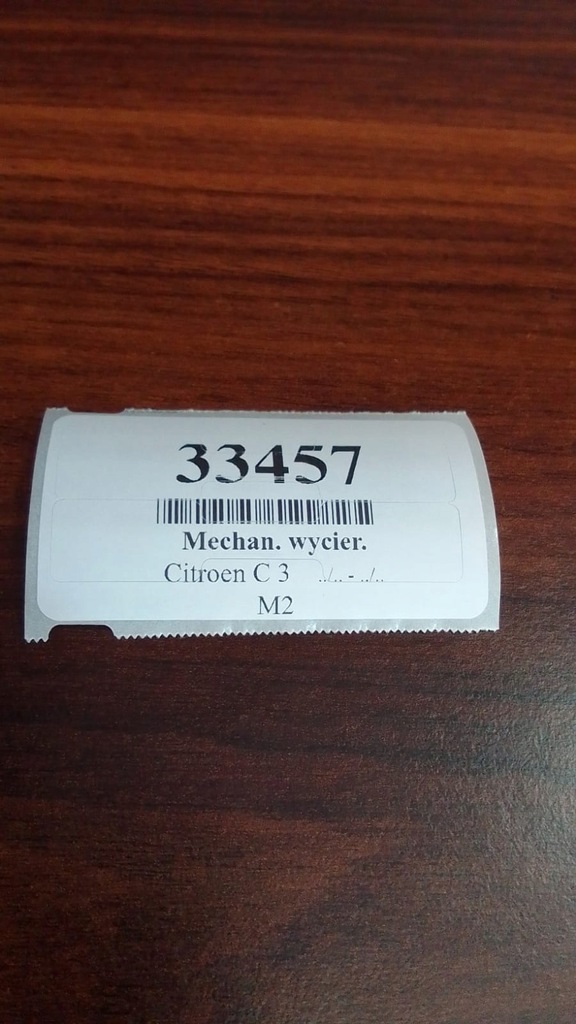 33457
Mechan. wycier.
Citroen C 3 ../.. - ../..
M2